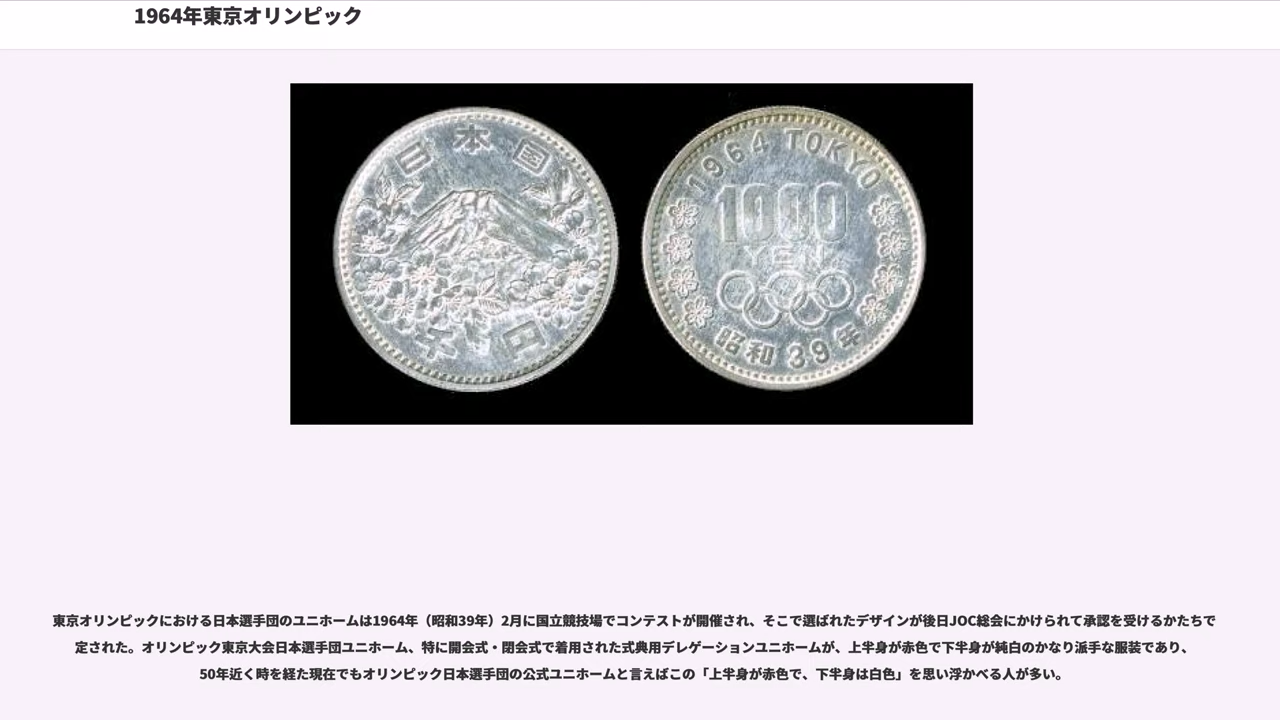 1964年東京オリンピック
日本国
千円
1964 TOKYO
1000
YEN
昭和39年
東京オリンピックにおける日本選手団のユニホームは1964年（昭和39年）2月に国立競技場でコンテストが開催され、そこで選ばれたデザインが後日JOC総会にかけられて承認を受けるかたちで
定された。オリンピック東京大会日本選手団ユニホーム、特に開会式・閉会式で着用された式典用デレゲーションユニホームが、上半身が赤色で下半身が純白のかなり派手な服装であり、
50年近く時を経た現在でもオリンピック日本選手団の公式ユニホームと言えばこの「上半身が赤色で、下半身は白色」を思い浮かべる人が多い。